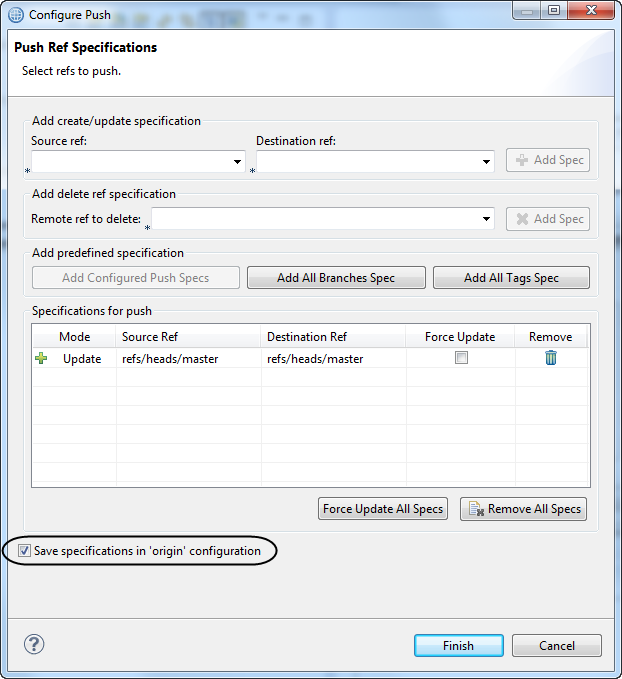 Configure Push
Push Ref Specifications
Select refs to push.
Add create/update specification
Source ref: Destination ref:
* * Add Spec
Add delete ref specification
Remote ref to delete: * Add Spec
Add predefined specification
Add Configured Push Specs Add All Branches Spec Add All Tags Spec
Specifications for push
Mode Source Ref Destination Ref Force Update Remove
Update refs/heads/master refs/heads/master
Force Update All Specs Remove All Specs
Save specifications in 'origin' configuration
? Finish Cancel